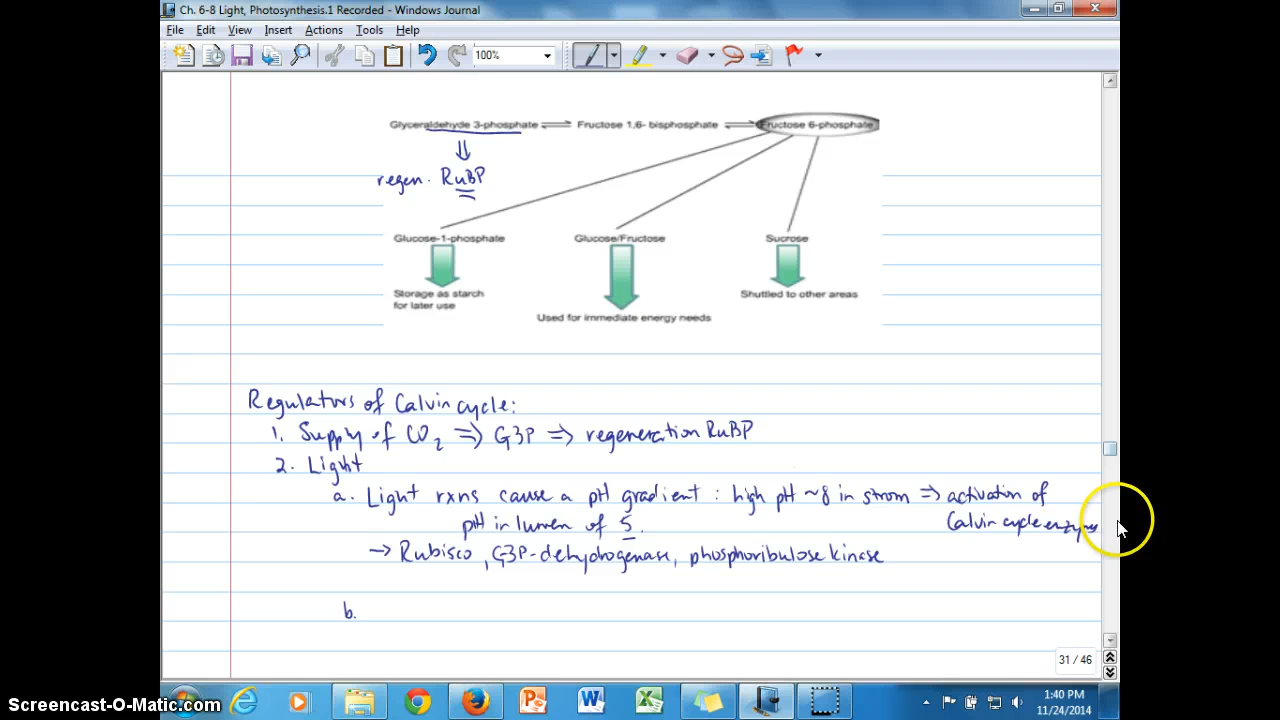 Ch. 6-8 Light, Photosynthesis.1 Recorded - Windows Journal
File Edit View Insert Actions Tools Help
100%
Glyceraldehyde 3-phosphate Fructose 1,6- bisphosphate Fructose 6-phosphate
⇓
regen. RuBP
Glucose-1-phosphate Glucose/Fructose Sucrose
Storage as starch Shuttled to other areas
for later use
Used for immediate energy needs
Regulators of Calvin cycle:
1. Supply of CO2 ⇒ G3P ⇒ regeneration RuBP
2. Light
a. Light rxns cause a pH gradient : high pH ~8 in strom ⇒ activation of
pH in lumen of 5. Calvin cycle enzymes
→ Rubisco, G3P-dehydrogenase, phosphoribulose kinase
b.
31 / 46
1:40 PM
11/24/2014
Screencast-O-Matic.com